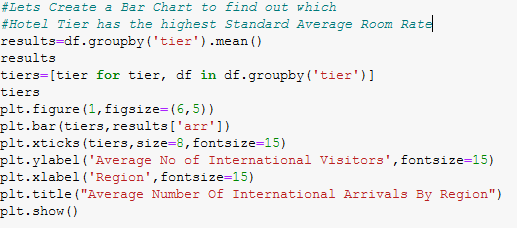 #Lets Create a Bar Chart to find out which
#Hotel Tier has the highest Standard Average Room Rate
results=df.groupby('tier').mean()
results
tiers=[tier for tier, df in df.groupby('tier')]
tiers
plt.figure(1,figsize=(6,5))
plt.bar(tiers,results['arr'])
plt.xticks(tiers,size=8,fontsize=15)
plt.ylabel('Average No of International Visitors',fontsize=15)
plt.xlabel('Region',fontsize=15)
plt.title("Average Number Of International Arrivals By Region")
plt.show()